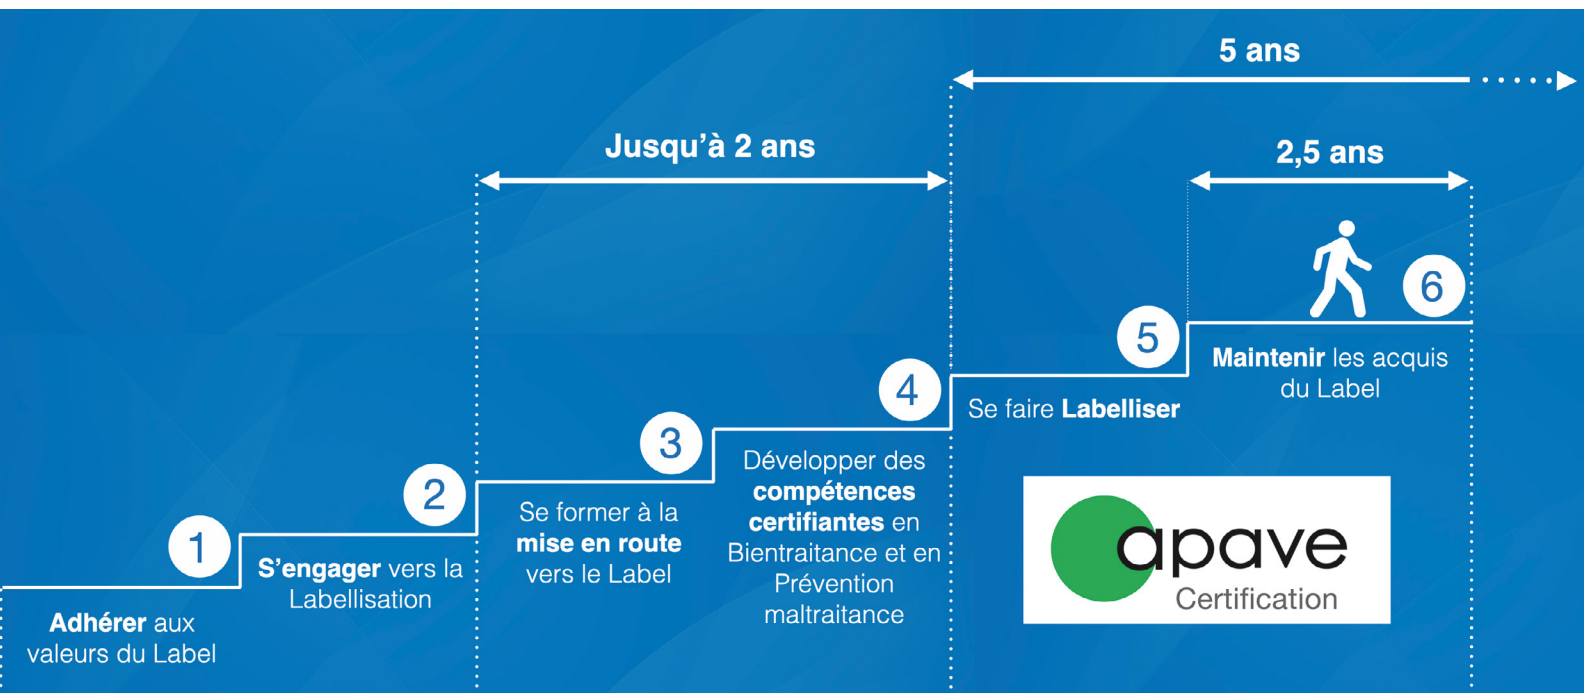 5 ans
Jusqu'à 2 ans
2,5 ans
1
Adhérer aux
valeurs du Label
2
S'engager vers la
Labellisation
3
Se former à la
mise en route
vers le Label
4
Développer des
compétences
certifiantes en
Bientraitance et en
Prévention
maltraitance
5
Se faire Labelliser
6
Maintenir les acquis
du Label
apave
Certification